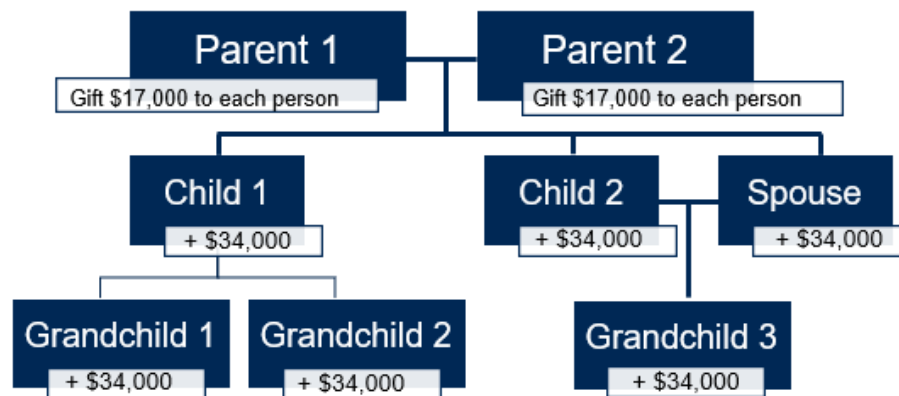 Parent 1
Parent 2
Gift $17,000 to each person
Gift $17,000 to each person
Child 1
Child 2
Spouse
+ $34,000
+ $34,000
+ $34,000
Grandchild 1
Grandchild 2
Grandchild 3
+ $34,000
+ $34,000
+ $34,000